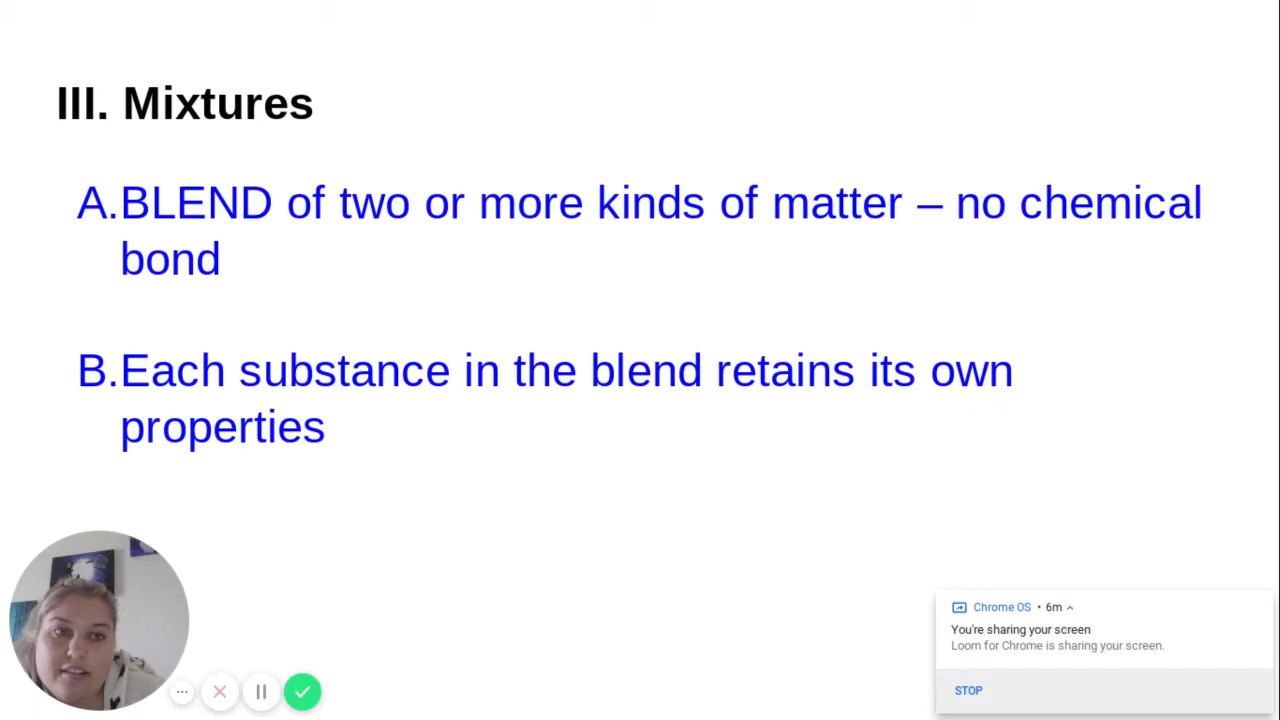 III. Mixtures
A.BLEND of two or more kinds of matter – no chemical
bond
B.Each substance in the blend retains its own
properties
Chrome OS • 6m
You're sharing your screen
Loom for Chrome is sharing your screen.
STOP